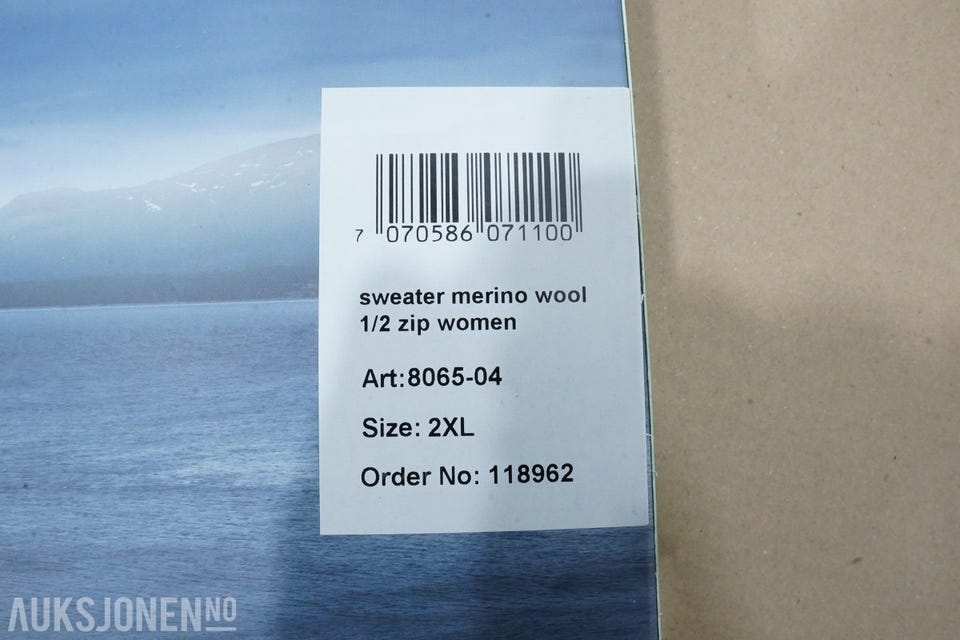 7 070586 071100
sweater merino wool
1/2 zip women
Art:8065-04
Size: 2XL
Order No: 118962
AUKSJONEN NO